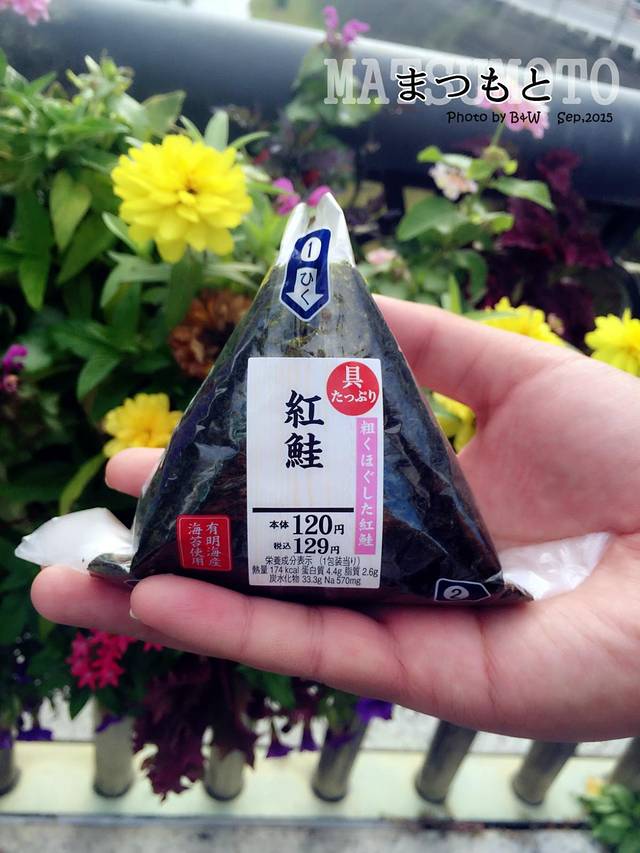 MATSUMOTO
まつもと
Photo by B&W Sep,2015
1
ひく
具
たっぷり
紅鮭
粗くほぐした紅鮭
本体 120円
税込 129円
栄養成分表示 (1包装当り)
熱量 174 kcal 蛋白質 4.4g 脂質 2.6g
炭水化物 33.3g Na 570mg
有明海産
海苔使用
2